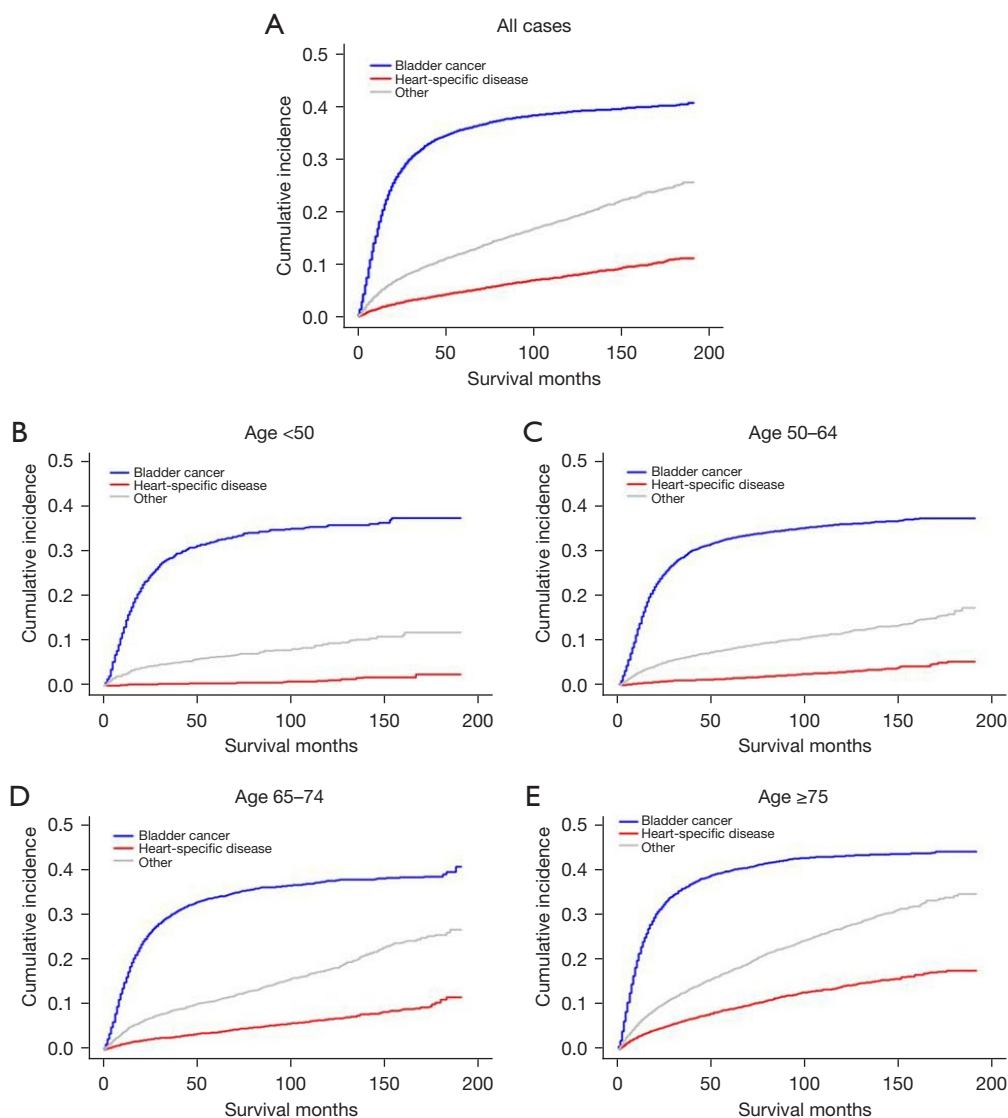 A
All cases
Cumulative incidence
0.5
0.4
0.3
0.2
0.1
0.0
Bladder cancer
Heart-specific disease
Other
0 50 100 150 200
Survival months
B
Age <50
Cumulative incidence
0.5
0.4
0.3
0.2
0.1
0.0
Bladder cancer
Heart-specific disease
Other
0 50 100 150 200
Survival months
C
Age 50–64
Cumulative incidence
0.5
0.4
0.3
0.2
0.1
0.0
Bladder cancer
Heart-specific disease
Other
0 50 100 150 200
Survival months
D
Age 65–74
Cumulative incidence
0.5
0.4
0.3
0.2
0.1
0.0
Bladder cancer
Heart-specific disease
Other
0 50 100 150 200
Survival months
E
Age ≥75
Cumulative incidence
0.5
0.4
0.3
0.2
0.1
0.0
Bladder cancer
Heart-specific disease
Other
0 50 100 150 200
Survival months